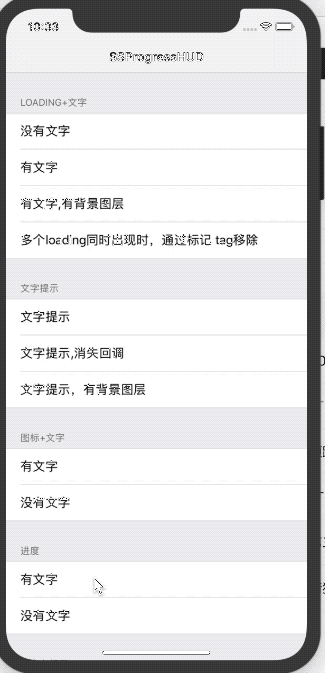 10:33
SSProgressHUD
LOADING+文字
没有文字
有文字
有文字,有背景图层
多个loading同时出现时，通过标记 tag移除
文字提示
文字提示
文字提示,消失回调
文字提示，有背景图层
图标+文字
有文字
没有文字
进度
有文字
没有文字